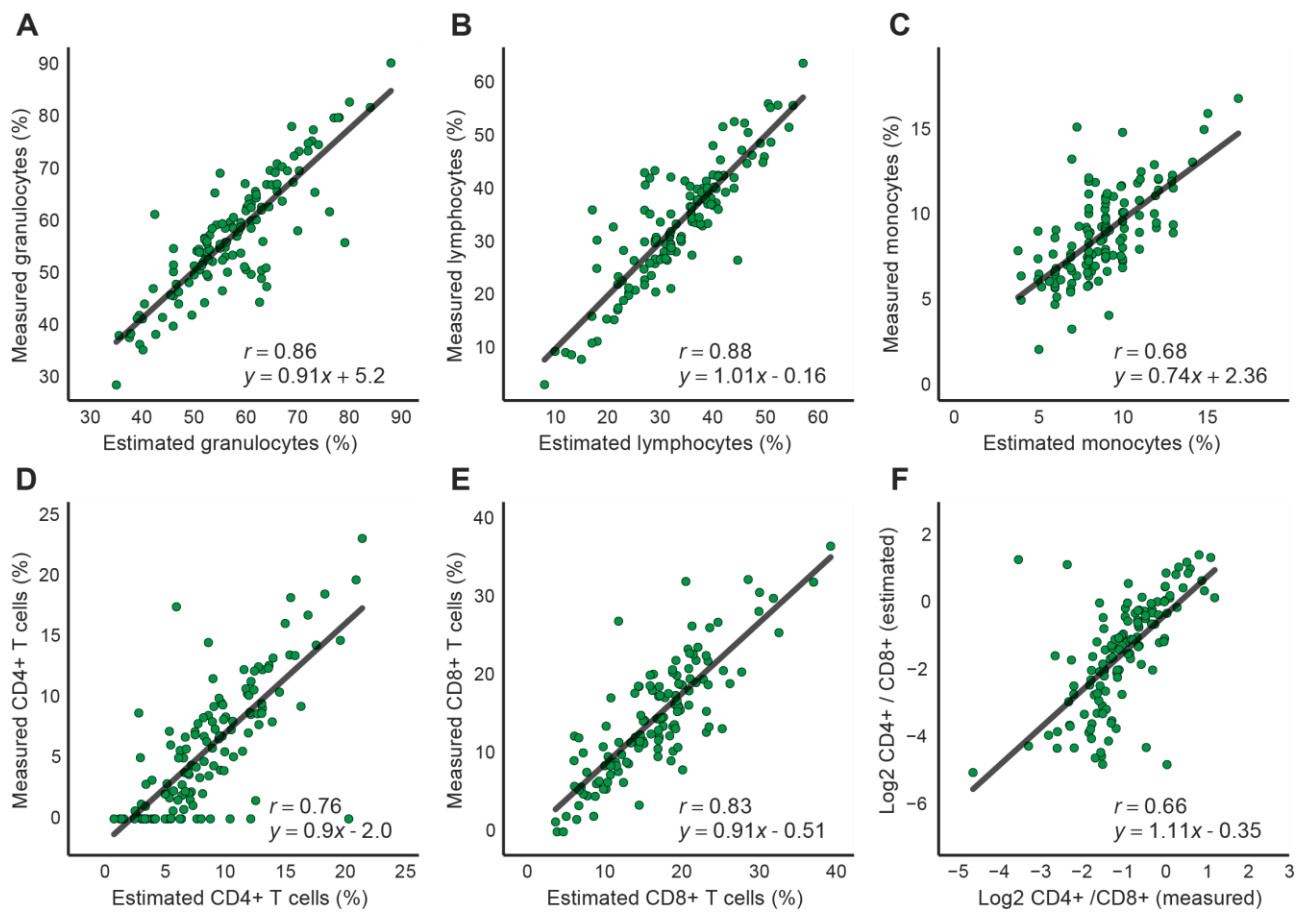 A
B
C
Measured granulocytes (%)
90
80
70
60
50
40
30
r = 0.86
y = 0.91x + 5.2
30 40 50 60 70 80 90
Estimated granulocytes (%)
Measured lymphocytes (%)
60
50
40
30
20
10
r = 0.88
y = 1.01x - 0.16
10 20 30 40 50 60
Estimated lymphocytes (%)
Measured monocytes (%)
15
10
5
0
r = 0.68
y = 0.74x + 2.36
0 5 10 15
Estimated monocytes (%)
D
E
F
Measured CD4+ T cells (%)
25
20
15
10
5
0
r = 0.76
y = 0.9x - 2.0
0 5 10 15 20 25
Estimated CD4+ T cells (%)
Measured CD8+ T cells (%)
40
30
20
10
0
r = 0.83
y = 0.91x - 0.51
0 10 20 30 40
Estimated CD8+ T cells (%)
Log2 CD4+ / CD8+ (estimated)
2
0
−2
−4
−6
r = 0.66
y = 1.11x - 0.35
−5 −4 −3 −2 −1 0 1 2 3
Log2 CD4+ /CD8+ (measured)